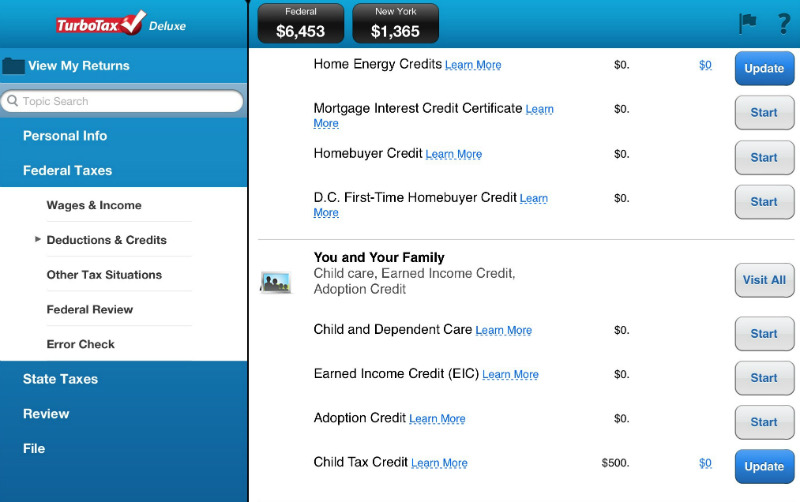 TurboTax Deluxe
Federal
$6,453
New York
$1,365
?
View My Returns
Topic Search
Personal Info
Federal Taxes
Wages & Income
Deductions & Credits
Other Tax Situations
Federal Review
Error Check
State Taxes
Review
File
Home Energy Credits Learn More $0. $0 Update
Mortgage Interest Credit Certificate Learn $0. Start
More
Homebuyer Credit Learn More $0. Start
D.C. First-Time Homebuyer Credit Learn $0. Start
More
You and Your Family
Child care, Earned Income Credit, Visit All
Adoption Credit
Child and Dependent Care Learn More $0. Start
Earned Income Credit (EIC) Learn More $0. Start
Adoption Credit Learn More $0. Start
Child Tax Credit Learn More $500. $0 Update